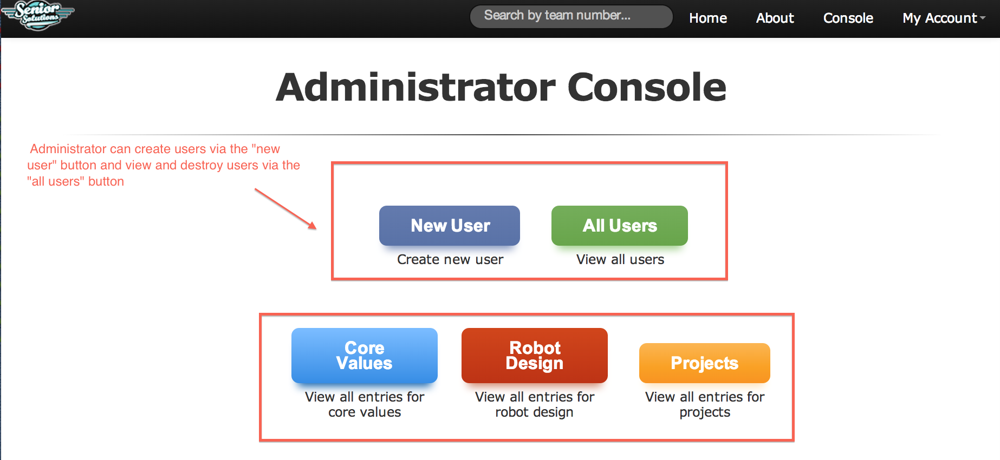 Senior
Solutions
Search by team number...
Home
About
Console
My Account
Administrator Console
Administrator can create users via the "new
user" button and view and destroy users via the
"all users" button
New User
All Users
Create new user
View all users
Core
Values
Robot
Design
Projects
View all entries for
core values
View all entries for
robot design
View all entries for
projects